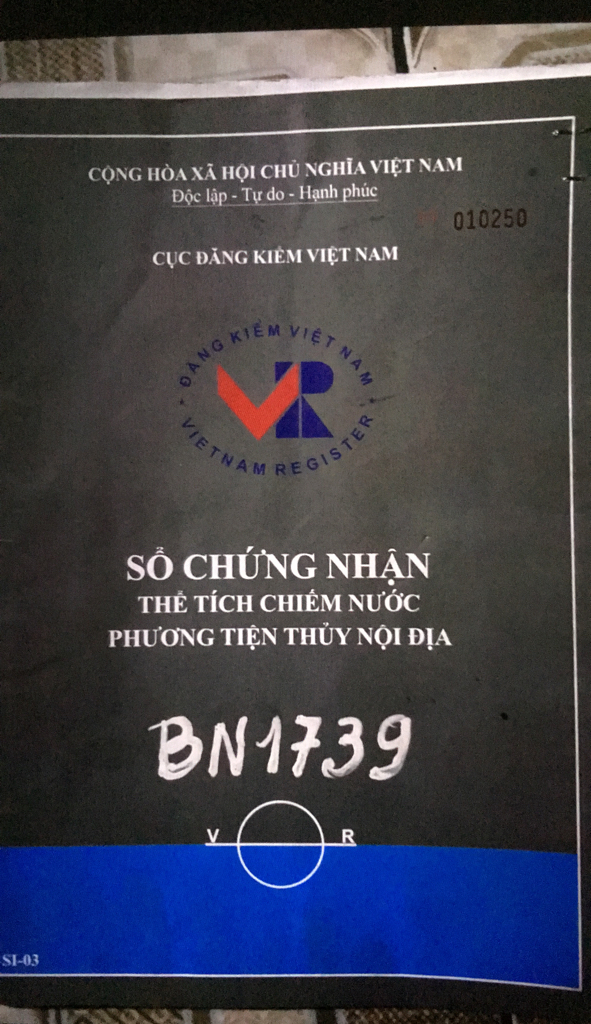 CỘNG HÒA XÃ HỘI CHỦ NGHĨA VIỆT NAM
Độc lập - Tự do - Hạnh phúc
010250
CỤC ĐĂNG KIỂM VIỆT NAM
ĐĂNG KIỂM VIỆT NAM
VR
VIETNAM REGISTER
SỔ CHỨNG NHẬN
THỂ TÍCH CHIẾM NƯỚC
PHƯƠNG TIỆN THỦY NỘI ĐỊA
BN1739
V R
SI-03